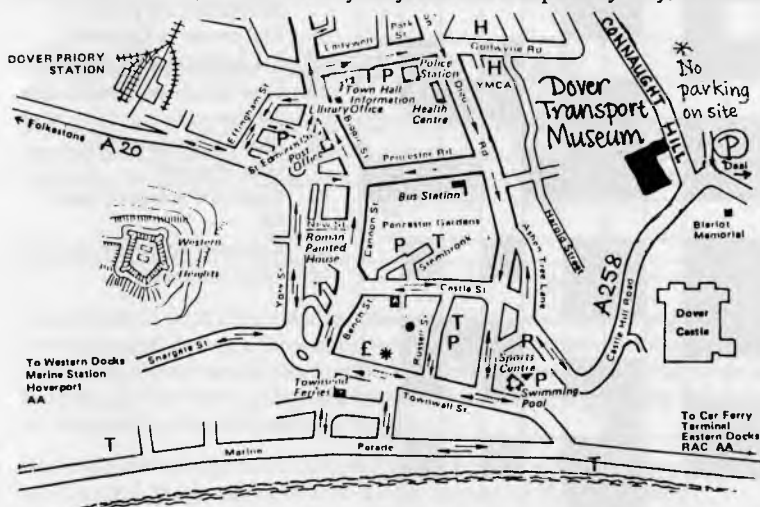 DOVER PRIORY
STATION
Folkestone
A20
Effingham St.
St Edmunds
Post
Office
Ladywell
Park
St
Police
Station
P
Town Hall
Information
Library Office
Health
Centre
Biggin St.
Pencester Rd
Bus Station
Pencester Gardens
H
Godwyne Rd
H
YMCA
Rd
Dover
Transport
Museum
CONNAUGHT
HILL
*
No
parking
on site
P
Deal
Bleriot
Memorial
Harold Street
Ashen Tree Lane
A258
Castle Hill Road
Dover
Castle
Western
Heights
York St
New St
Roman
Painted
House
Cannon St.
P
T
Stembrook
Castle St
Bench St
Russell St
£ *
T
P
P
Sports
Centre
P
Swimming
Pool
Snargate St
To Western Docks
Marine Station
Hoverport
AA
Townsend
Ferries
Townwall St.
T
Marine
Parade
T
To Car Ferry
Terminal
Eastern Docks
RAC AA